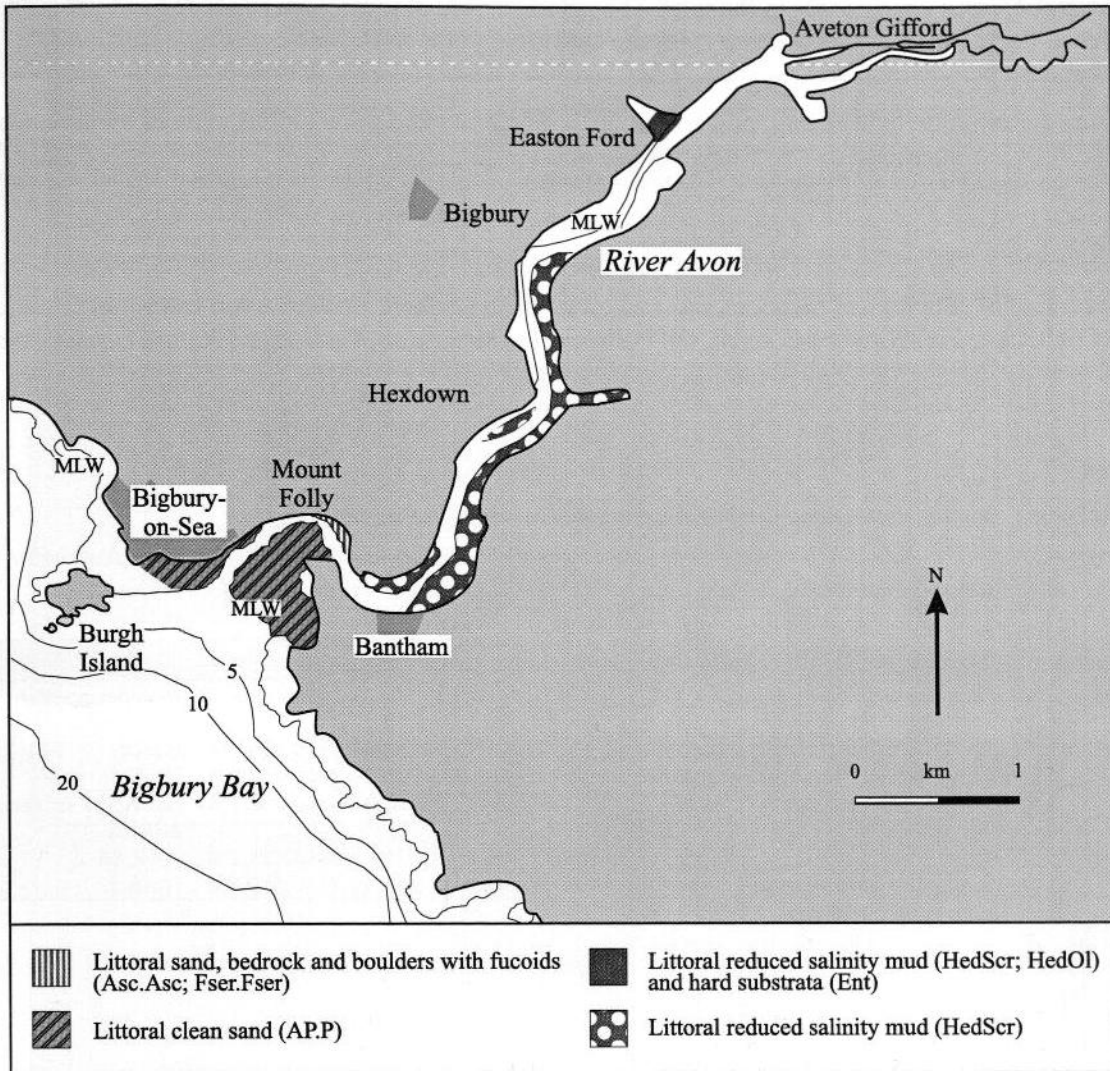 Aveton Gifford
Easton Ford
Bigbury
MLW
River Avon
Hexdown
MLW
Mount
Folly
Bigbury-
on-Sea
MLW
Burgh
Island
Bantham
N
5
10
20
Bigbury Bay
0 km 1
Littoral sand, bedrock and boulders with fucoids
(Asc.Asc; Fser.Fser)
Littoral clean sand (AP.P)
Littoral reduced salinity mud (HedScr; HedOl)
and hard substrata (Ent)
Littoral reduced salinity mud (HedScr)